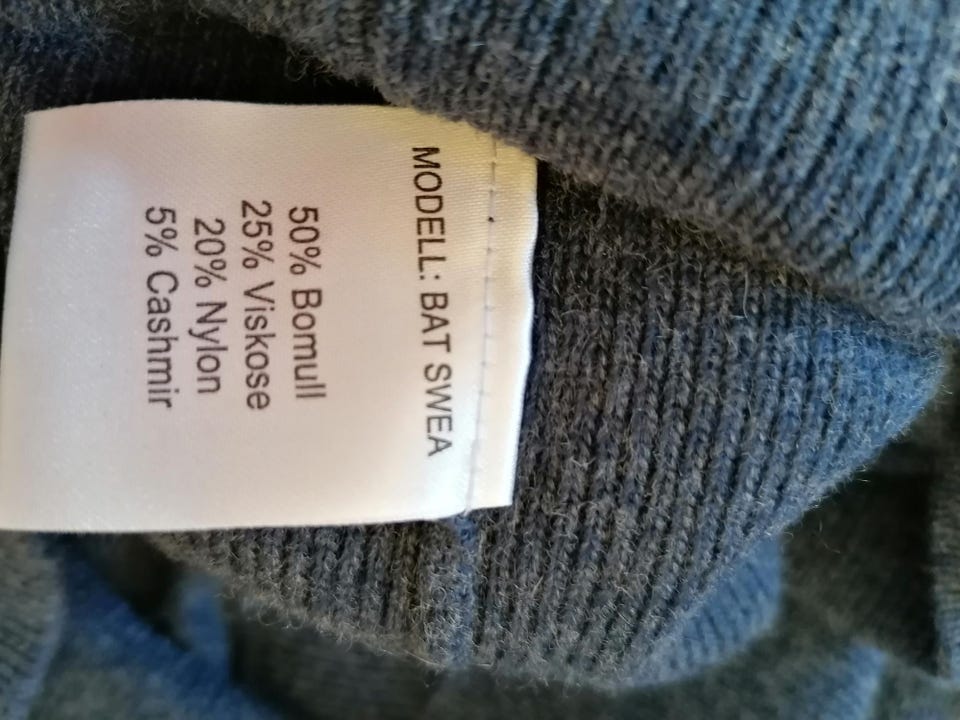 MODELL: BAT SWEA
50% Bomull
25% Viskose
20% Nylon
5% Cashmir